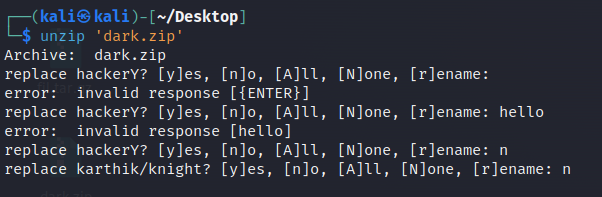 ┌──(kali㉿kali)-[~/Desktop]
└─$ unzip 'dark.zip'
Archive:  dark.zip
replace hackerY? [y]es, [n]o, [A]ll, [N]one, [r]ename:
error:  invalid response [{ENTER}]
replace hackerY? [y]es, [n]o, [A]ll, [N]one, [r]ename: hello
error:  invalid response [hello]
replace hackerY? [y]es, [n]o, [A]ll, [N]one, [r]ename: n
replace karthik/knight? [y]es, [n]o, [A]ll, [N]one, [r]ename: n